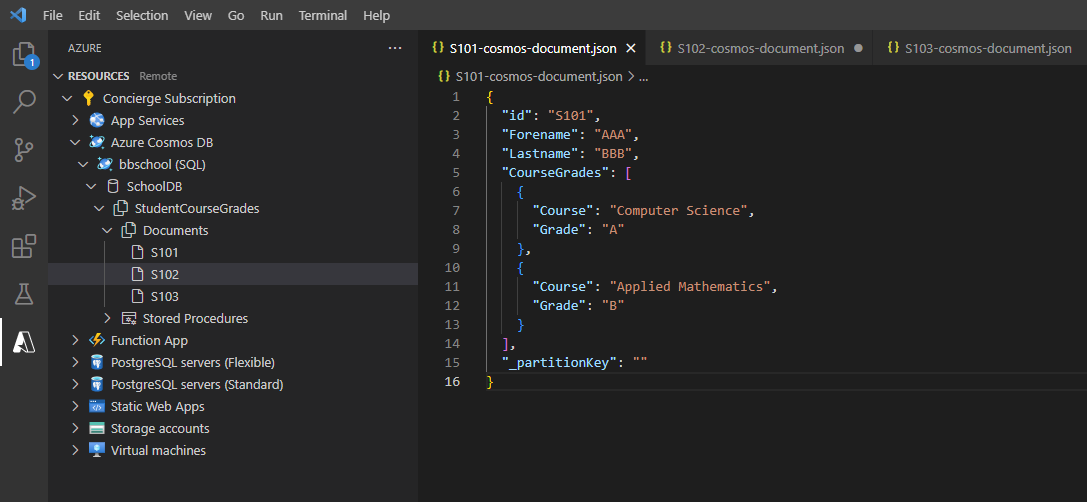 File Edit Selection View Go Run Terminal Help
1
AZURE ...
RESOURCES Remote
Concierge Subscription
App Services
Azure Cosmos DB
bbschool (SQL)
SchoolDB
StudentCourseGrades
Documents
S101
S102
S103
Stored Procedures
Function App
PostgreSQL servers (Flexible)
PostgreSQL servers (Standard)
Static Web Apps
Storage accounts
Virtual machines
{} S101-cosmos-document.json {} S102-cosmos-document.json {} S103-cosmos-document.json
{} S101-cosmos-document.json > ...
1 {
2 "id": "S101",
3 "Forename": "AAA",
4 "Lastname": "BBB",
5 "CourseGrades": [
6 {
7 "Course": "Computer Science",
8 "Grade": "A"
9 },
10 {
11 "Course": "Applied Mathematics",
12 "Grade": "B"
13 }
14 ],
15 "_partitionKey": ""
16 }